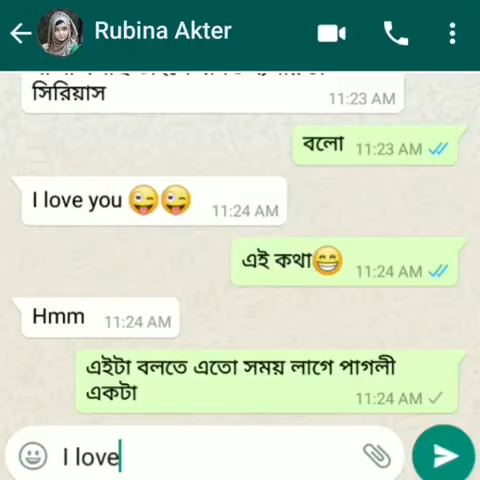 Rubina Akter
সিরিয়াস
11:23 AM
বলো 11:23 AM
I love you 😜😜 11:24 AM
এই কথা😁 11:24 AM
Hmm 11:24 AM
এইটা বলতে এতো সময় লাগে পাগলী
একটা 11:24 AM
I love